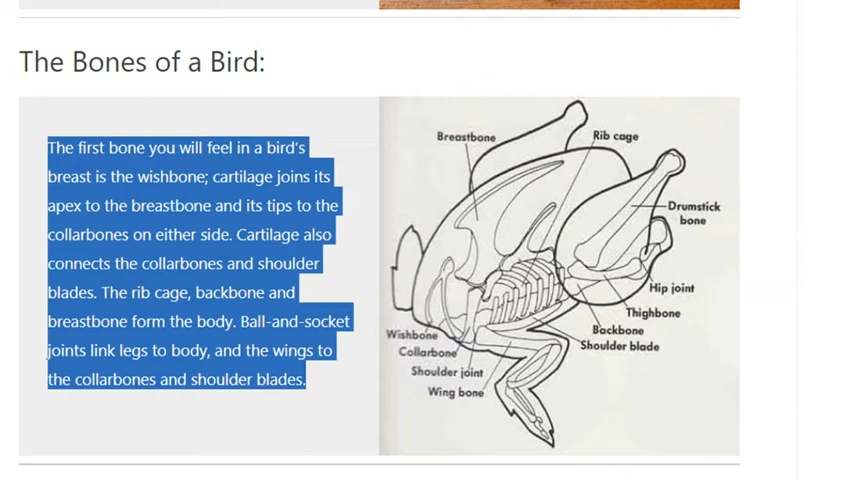 The Bones of a Bird:
The first bone you will feel in a bird's
breast is the wishbone; cartilage joins its
apex to the breastbone and its tips to the
collarbones on either side. Cartilage also
connects the collarbones and shoulder
blades. The rib cage, backbone and
breastbone form the body. Ball-and-socket
joints link legs to body, and the wings to
the collarbones and shoulder blades.
Breastbone
Rib cage
Drumstick
bone
Hip joint
Thighbone
Backbone
Shoulder blade
Wishbone
Collarbone
Shoulder joint
Wing bone